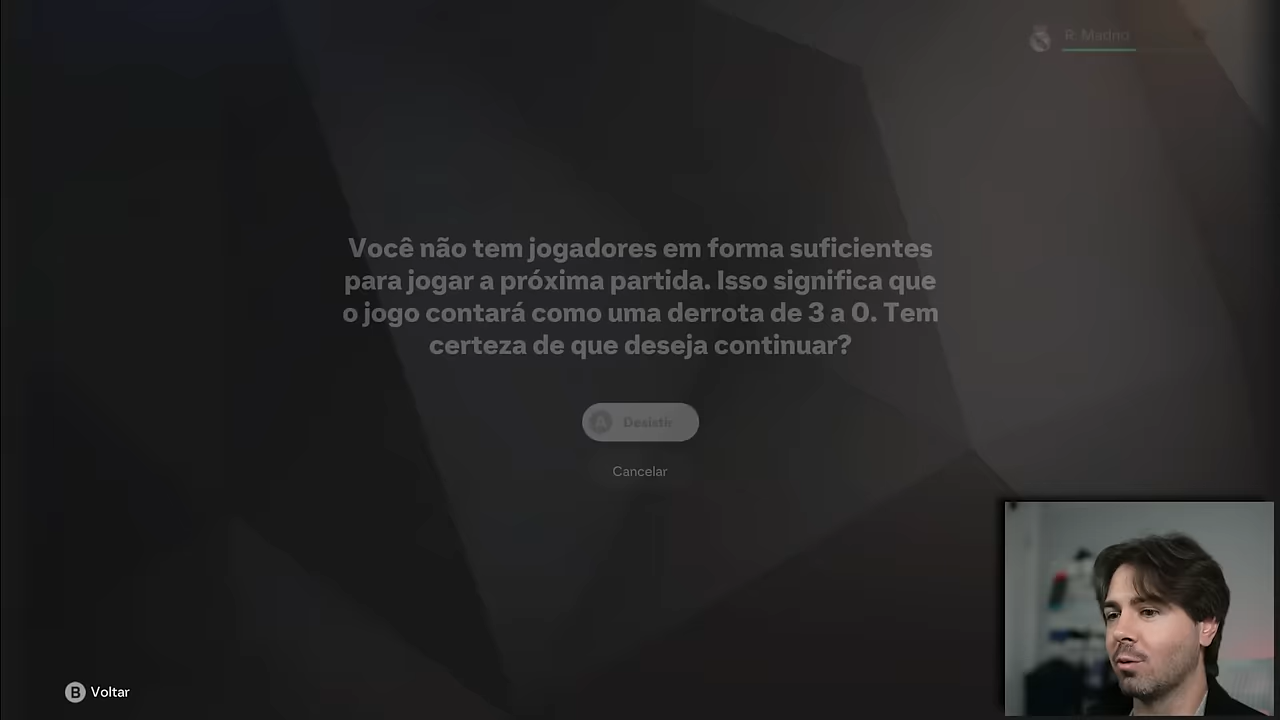 R. Madrid
Você não tem jogadores em forma suficientes
para jogar a próxima partida. Isso significa que
o jogo contará como uma derrota de 3 a 0. Tem
certeza de que deseja continuar?
A Desistir
Cancelar
B Voltar